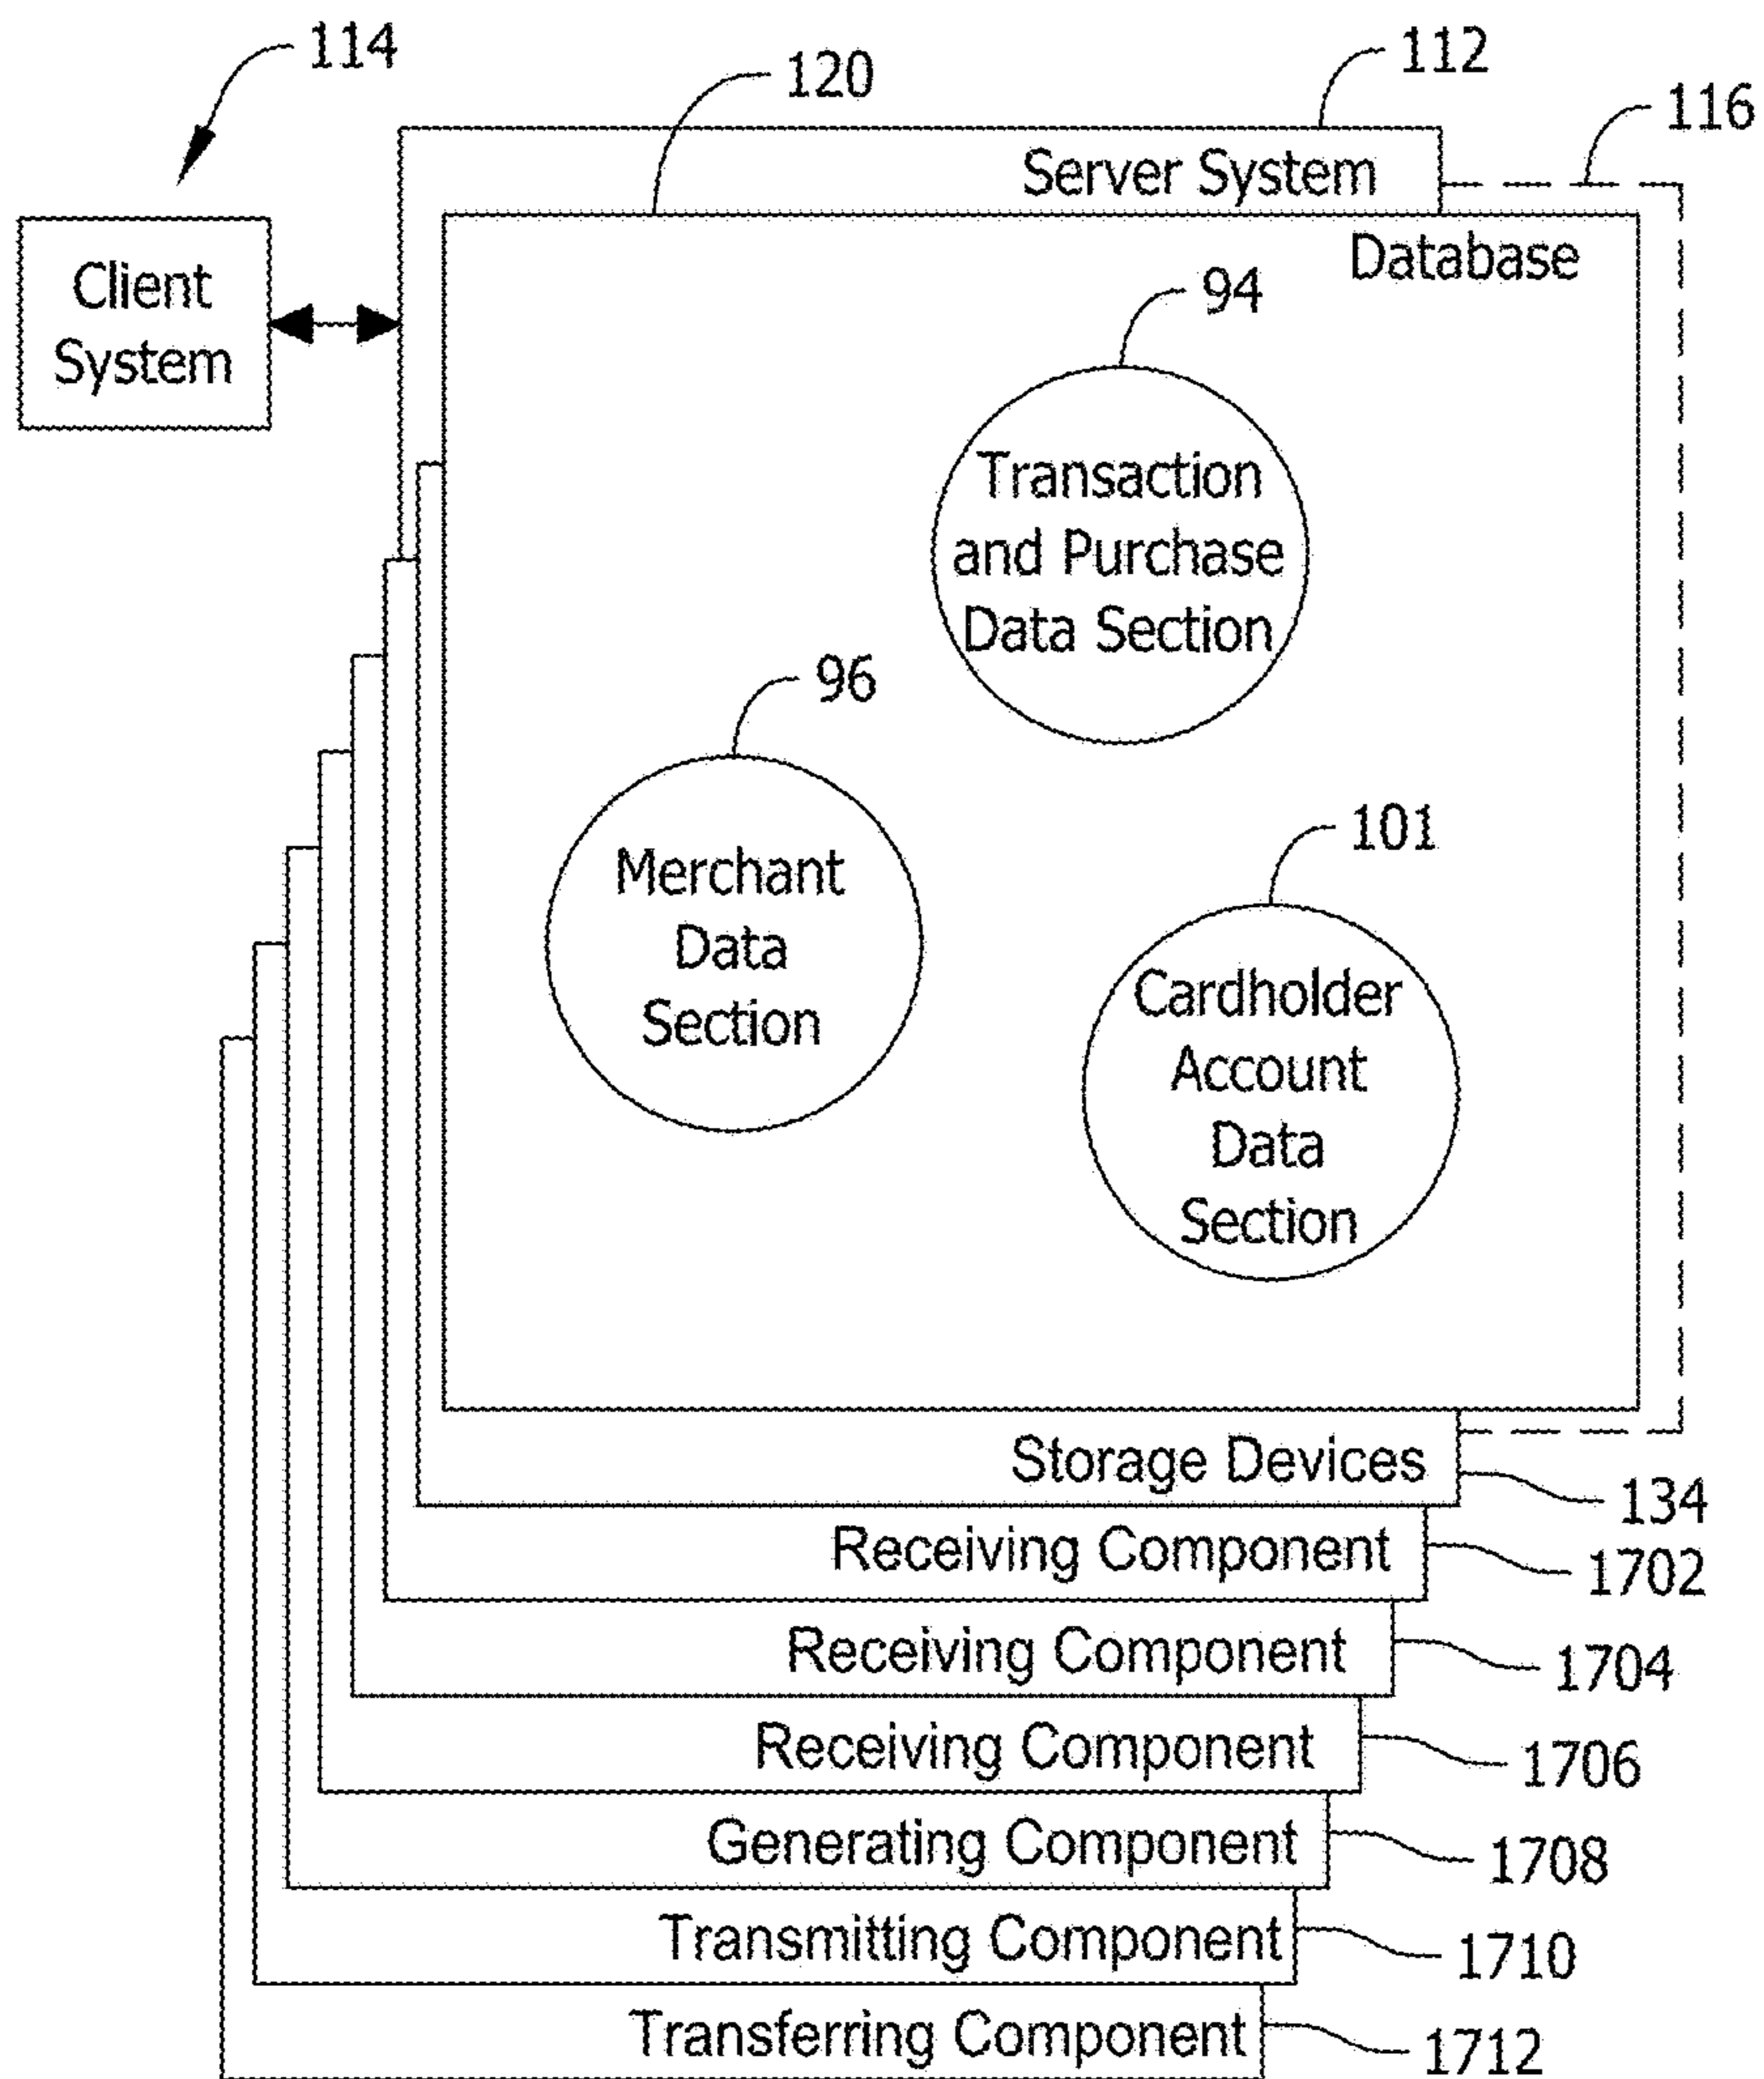 114
120
112
116
Server System
Database
Client
System
94
Transaction
and Purchase
Data Section
96
Merchant
Data
Section
101
Cardholder
Account
Data
Section
Storage Devices
134
Receiving Component
1702
Receiving Component
1704
Receiving Component
1706
Generating Component
1708
Transmitting Component
1710
Transferring Component
1712